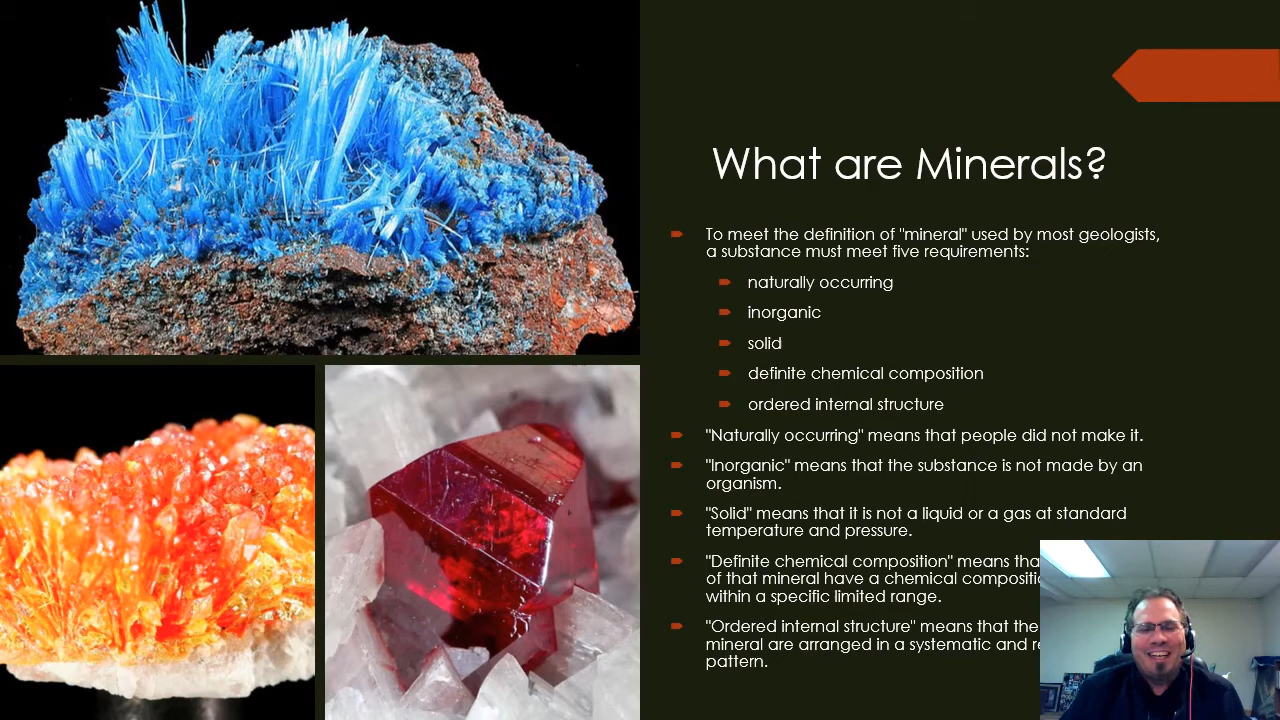 What are Minerals?
To meet the definition of "mineral" used by most geologists,
a substance must meet five requirements:
naturally occurring
inorganic
solid
definite chemical composition
ordered internal structure
"Naturally occurring" means that people did not make it.
"Inorganic" means that the substance is not made by an
organism.
"Solid" means that it is not a liquid or a gas at standard
temperature and pressure.
"Definite chemical composition" means
of that mineral have a chemical
within a specific limited range.
"Ordered internal structure" means that the
mineral are arranged in a systematic and
pattern.